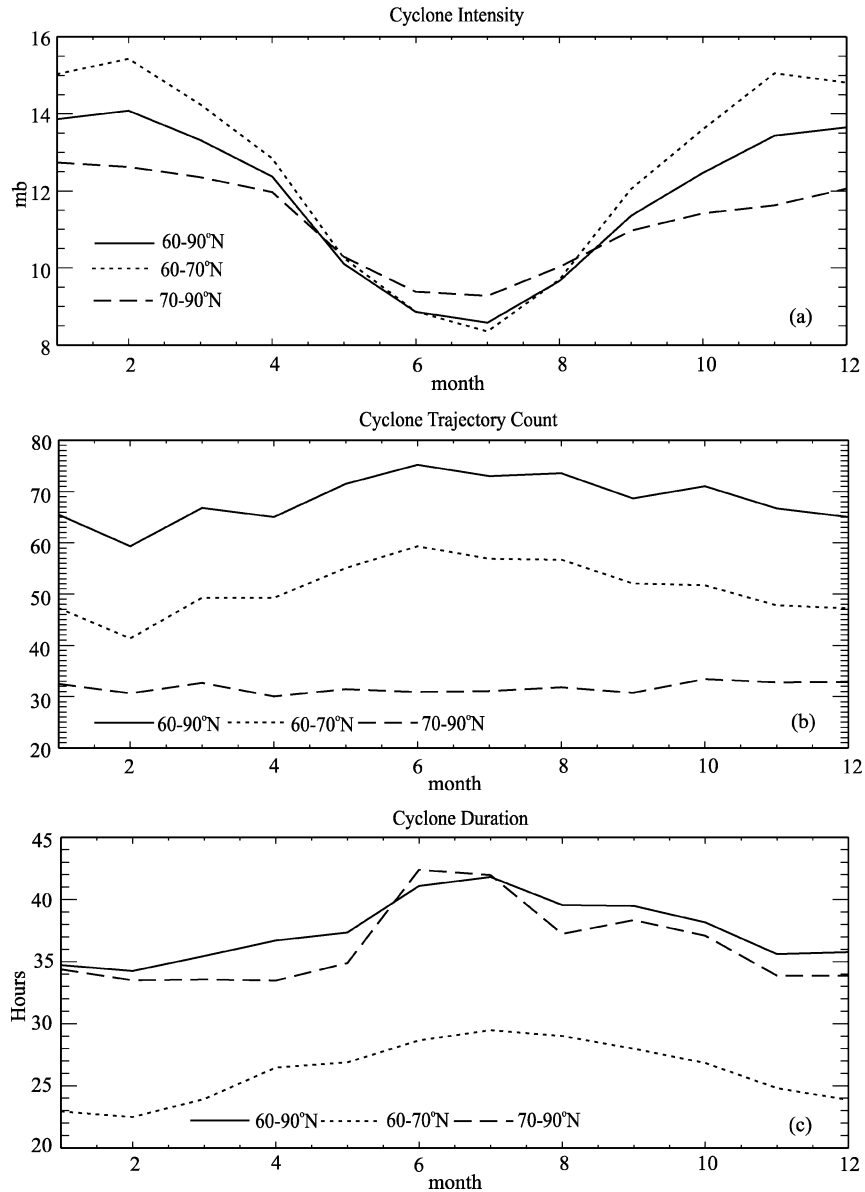 Cyclone Intensity
16
14
12
10
8
mb
60-90°N
60-70°N
70-90°N
(a)
2 4 6 8 10 12
month
Cyclone Trajectory Count
80
70
60
50
40
30
20
60-90°N 60-70°N 70-90°N
(b)
2 4 6 8 10 12
month
Cyclone Duration
45
40
35
30
25
20
Hours
60-90°N 60-70°N 70-90°N
(c)
2 4 6 8 10 12
month